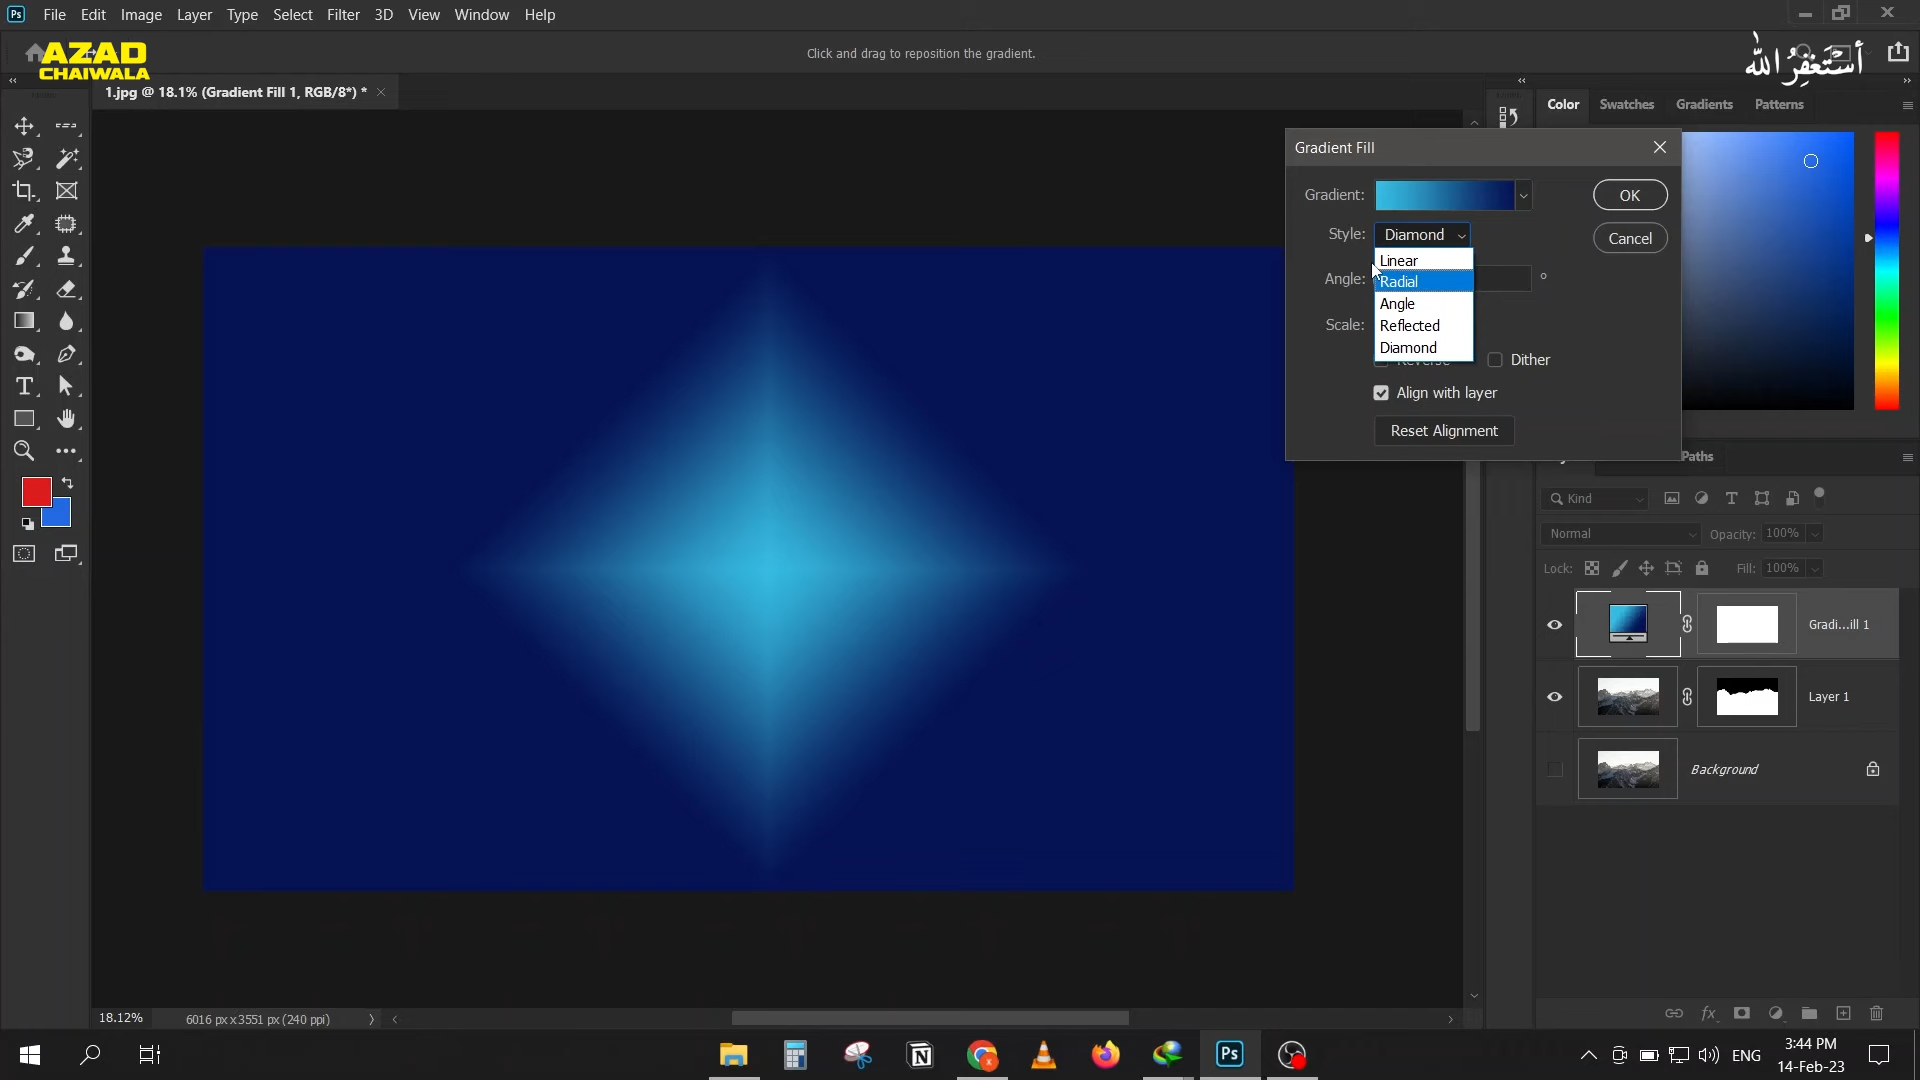 File Edit Image Layer Type Select Filter 3D View Window Help
AZAD
CHAIWALA
Click and drag to reposition the gradient.
أستغفر الله
1.jpg @ 18.1% (Gradient Fill 1, RGB/8*) *
Color Swatches Gradients Patterns
Gradient Fill
Gradient:
OK
Style: Diamond
Cancel
Linear
Angle: °
Radial
Angle
Scale:
Reflected
Diamond
Reverse Dither
Align with layer
Reset Alignment
Paths
Kind
Normal Opacity: 100%
Lock: Fill: 100%
Gradi...ill 1
Layer 1
Background
18.12% 6016 px x 3551 px (240 ppi)
ENG
3:44 PM
14-Feb-23